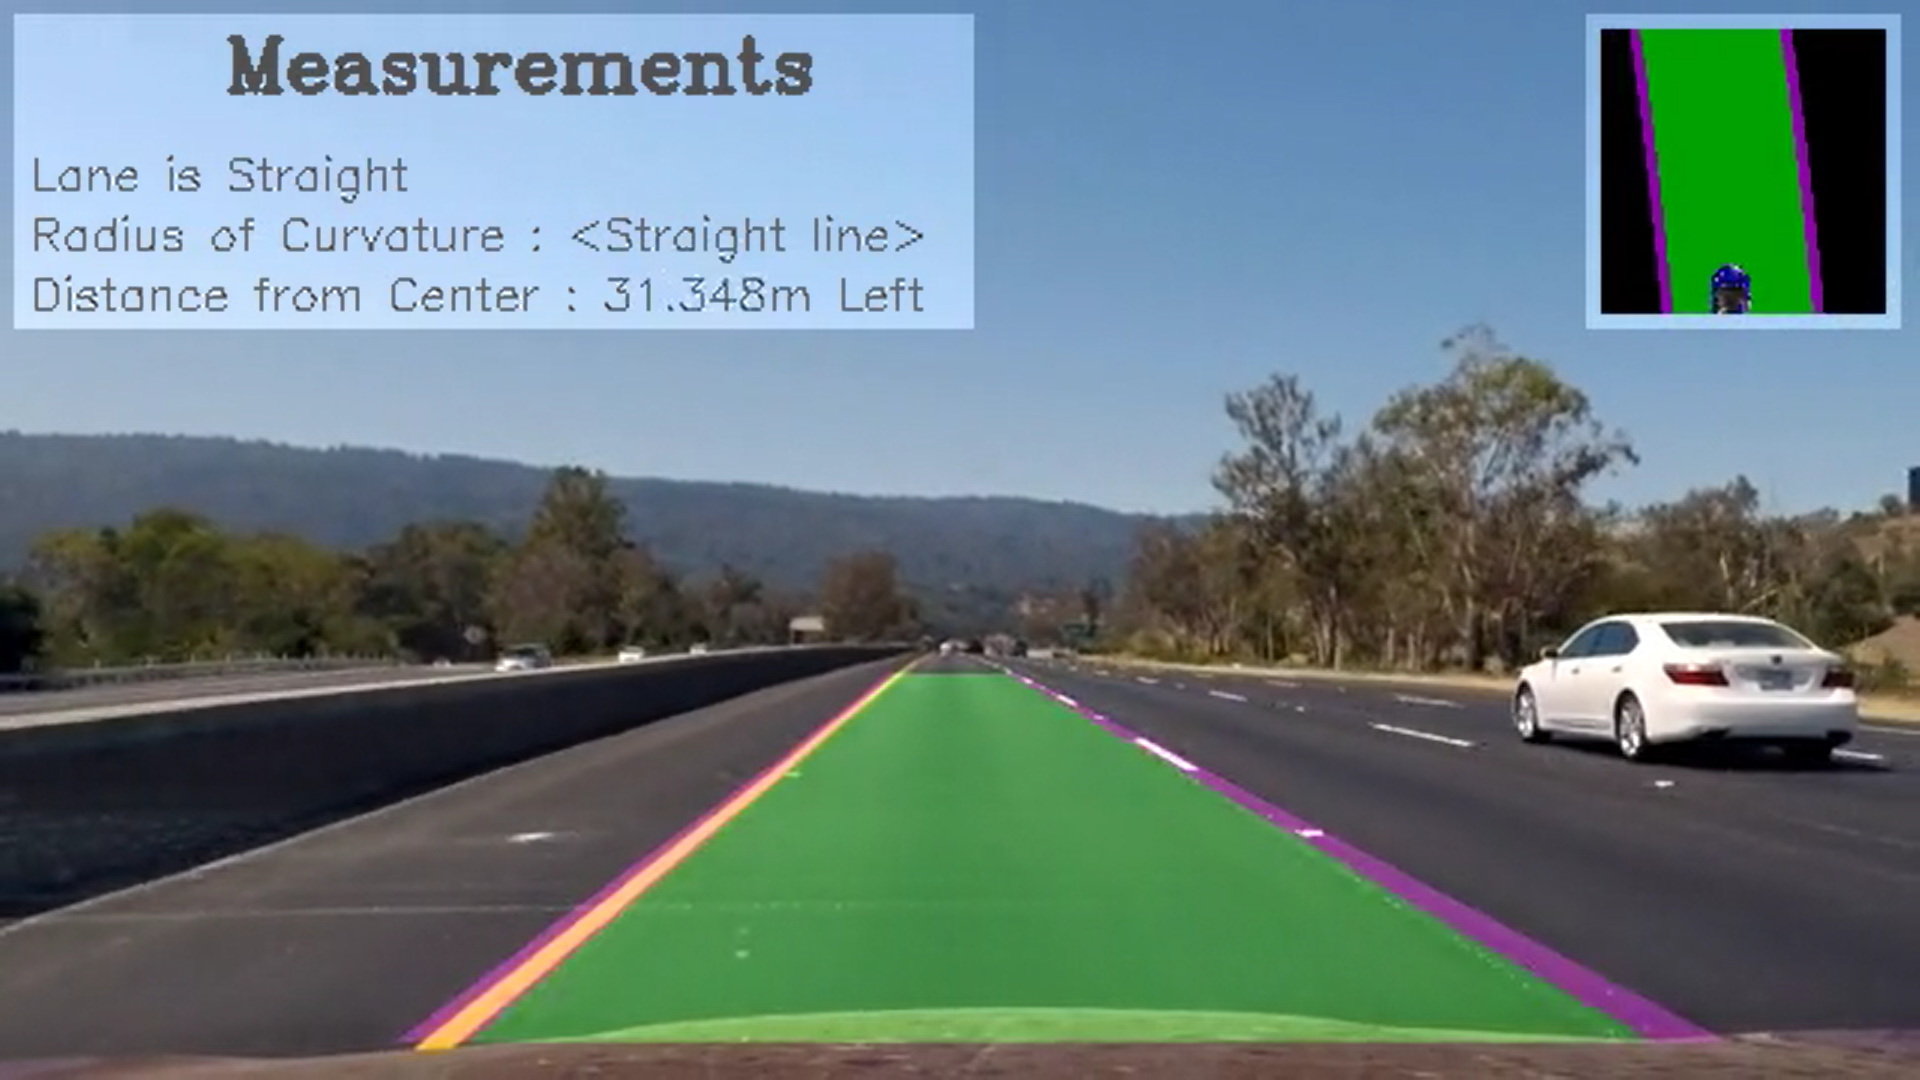 Measurements
Lane is Straight
Radius of Curvature : <Straight line>
Distance from Center : 31.348m Left